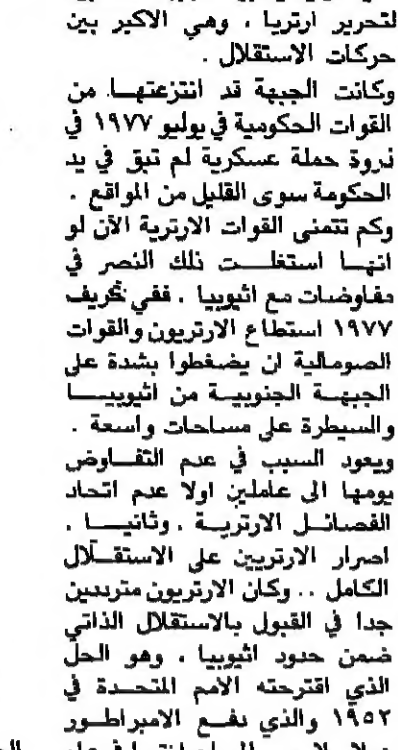 لتحرير ارتريا ، وهي الاكبر بين
حركات الاستقلال .
وكانت الجبهة قد انتزعتها من
القوات الحكومية في يوليو ١٩٧٧ في
ذروة حملة عسكرية لم تبق في يد
الحكومة سوى القليل من المواقع .
وكم تتمنى القوات الارترية الآن لو
انها استغلت ذلك النصر في
مفاوضات مع اثيوبيا . ففي خريف
١٩٧٧ استطاع الارتريون والقوات
الصومالية ان يضغطوا بشدة على
الجبهة الجنوبية من اثيوبيا
والسيطرة على مساحات واسعة .
ويعود السبب في عدم التفاوض
يومها الى عاملين اولا عدم اتحاد
الفصائل الارترية . وثانيا .
اصرار الارتريين على الاستقلال
الكامل .. وكان الارتريون مترددين
جدا في القبول بالاستقلال الذاتي
ضمن حدود اثيوبيا ، وهو الحل
الذي اقترحته الأمم المتحدة في
١٩٥٢ والذي دفع الامبراطور